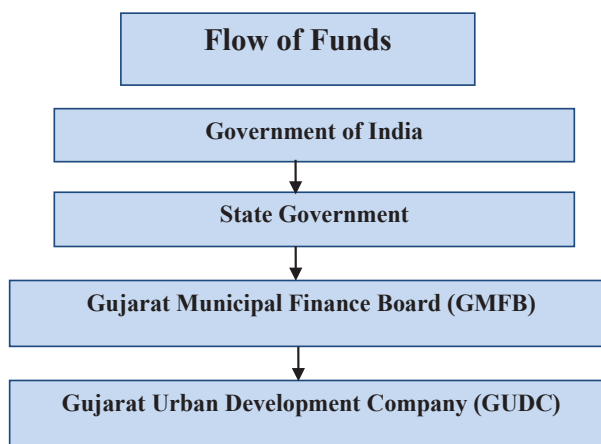 Flow of Funds
Government of India
State Government
Gujarat Municipal Finance Board (GMFB)
Gujarat Urban Development Company (GUDC)